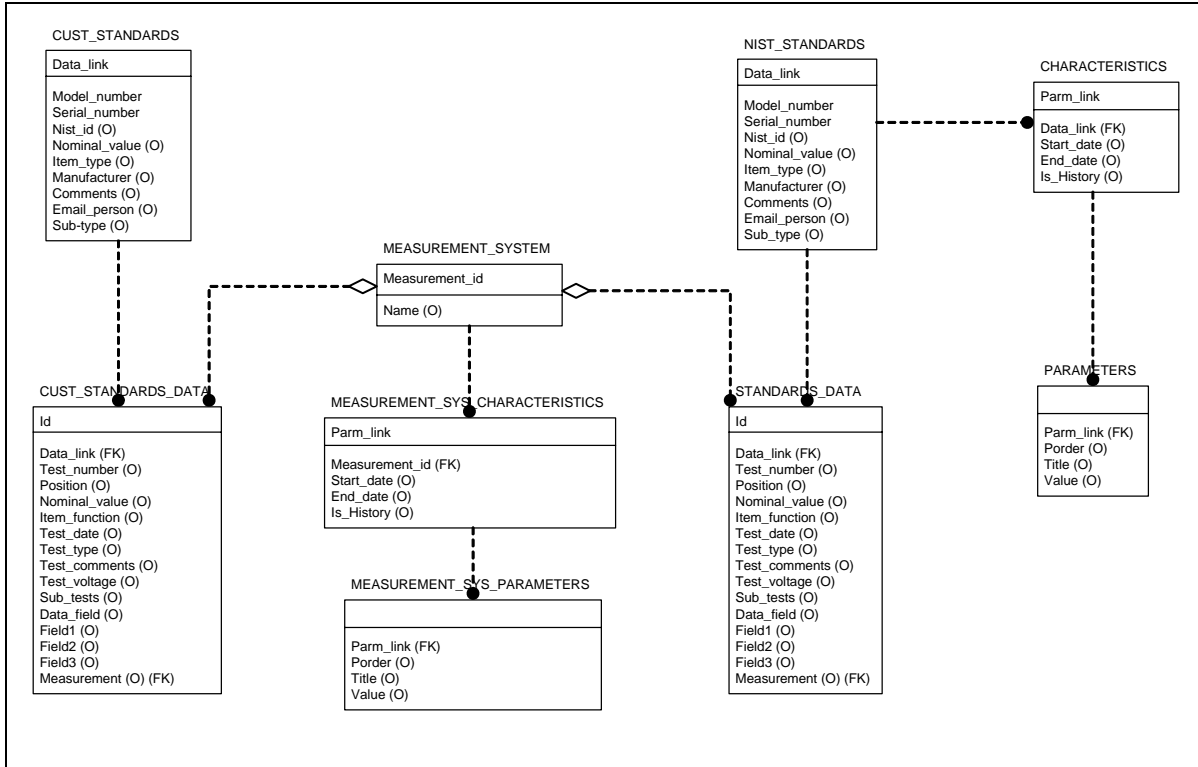 CUST_STANDARDS
Data_link
Model_number
Serial_number
Nist_id (O)
Nominal_value (O)
Item_type (O)
Manufacturer (O)
Comments (O)
Email_person (O)
Sub-type (O)
NIST_STANDARDS
Data_link
Model_number
Serial_number
Nist_id (O)
Nominal_value (O)
Item_type (O)
Manufacturer (O)
Comments (O)
Email_person (O)
Sub_type (O)
CHARACTERISTICS
Parm_link
Data_link (FK)
Start_date (O)
End_date (O)
Is_History (O)
MEASUREMENT_SYSTEM
Measurement_id
Name (O)
CUST_STANDARDS_DATA
Id
Data_link (FK)
Test_number (O)
Position (O)
Nominal_value (O)
Item_function (O)
Test_date (O)
Test_type (O)
Test_comments (O)
Test_voltage (O)
Sub_tests (O)
Data_field (O)
Field1 (O)
Field2 (O)
Field3 (O)
Measurement (O) (FK)
MEASUREMENT_SYS_CHARACTERISTICS
Parm_link
Measurement_id (FK)
Start_date (O)
End_date (O)
Is_History (O)
MEASUREMENT_SYS_PARAMETERS
Parm_link (FK)
Porder (O)
Title (O)
Value (O)
STANDARDS_DATA
Id
Data_link (FK)
Test_number (O)
Position (O)
Nominal_value (O)
Item_function (O)
Test_date (O)
Test_type (O)
Test_comments (O)
Test_voltage (O)
Sub_tests (O)
Data_field (O)
Field1 (O)
Field2 (O)
Field3 (O)
Measurement (O) (FK)
PARAMETERS
Parm_link (FK)
Porder (O)
Title (O)
Value (O)